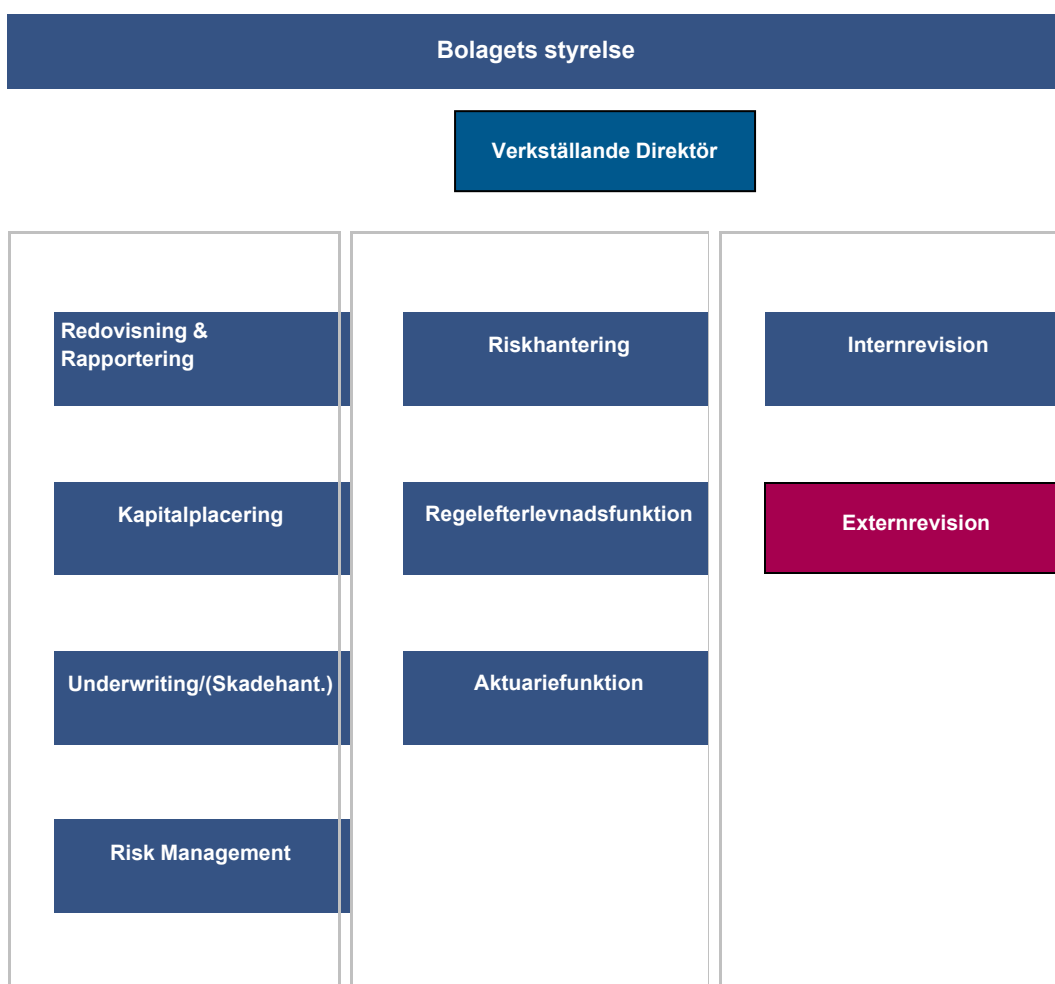 Bolagets styrelse
Verkställande Direktör
Redovisning &
Rapportering
Kapitalplacering
Underwriting/(Skadehant.)
Risk Management
Riskhantering
Regelefterlevnadsfunktion
Aktuariefunktion
Internrevision
Externrevision